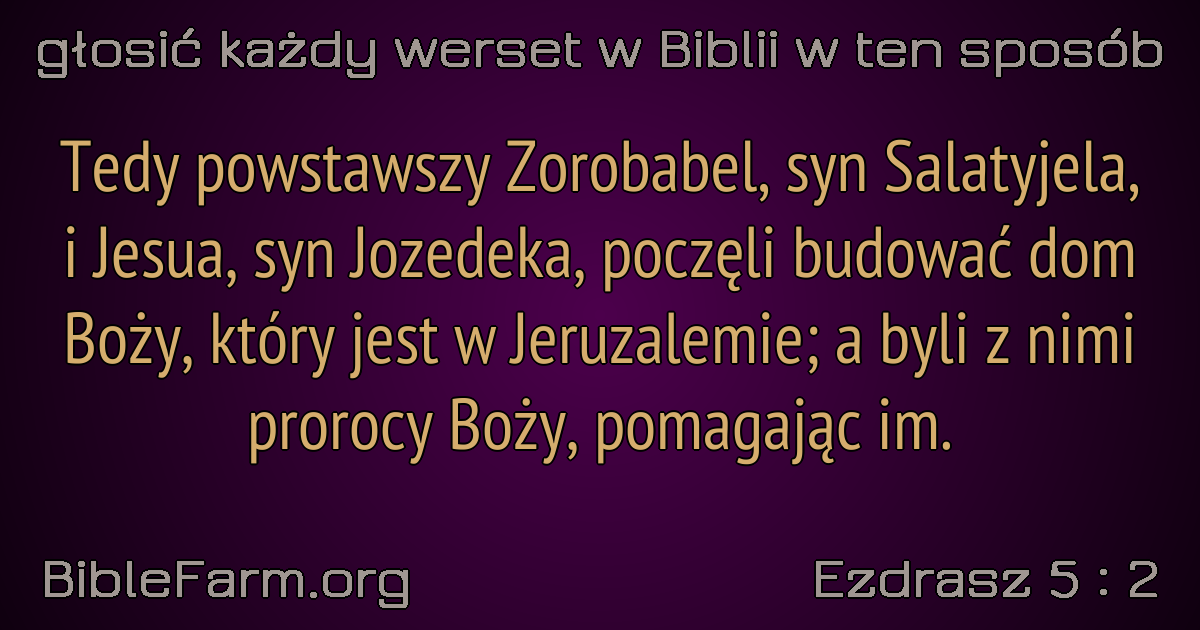 głosić każdy werset w Biblii w ten sposób
Tedy powstawszy Zorobabel, syn Salatyjela,
i Jesua, syn Jozedeka, poczęli budować dom
Boży, który jest w Jeruzalemie; a byli z nimi
prorocy Boży, pomagając im.
BibleFarm.org
Ezdrasz 5 : 2